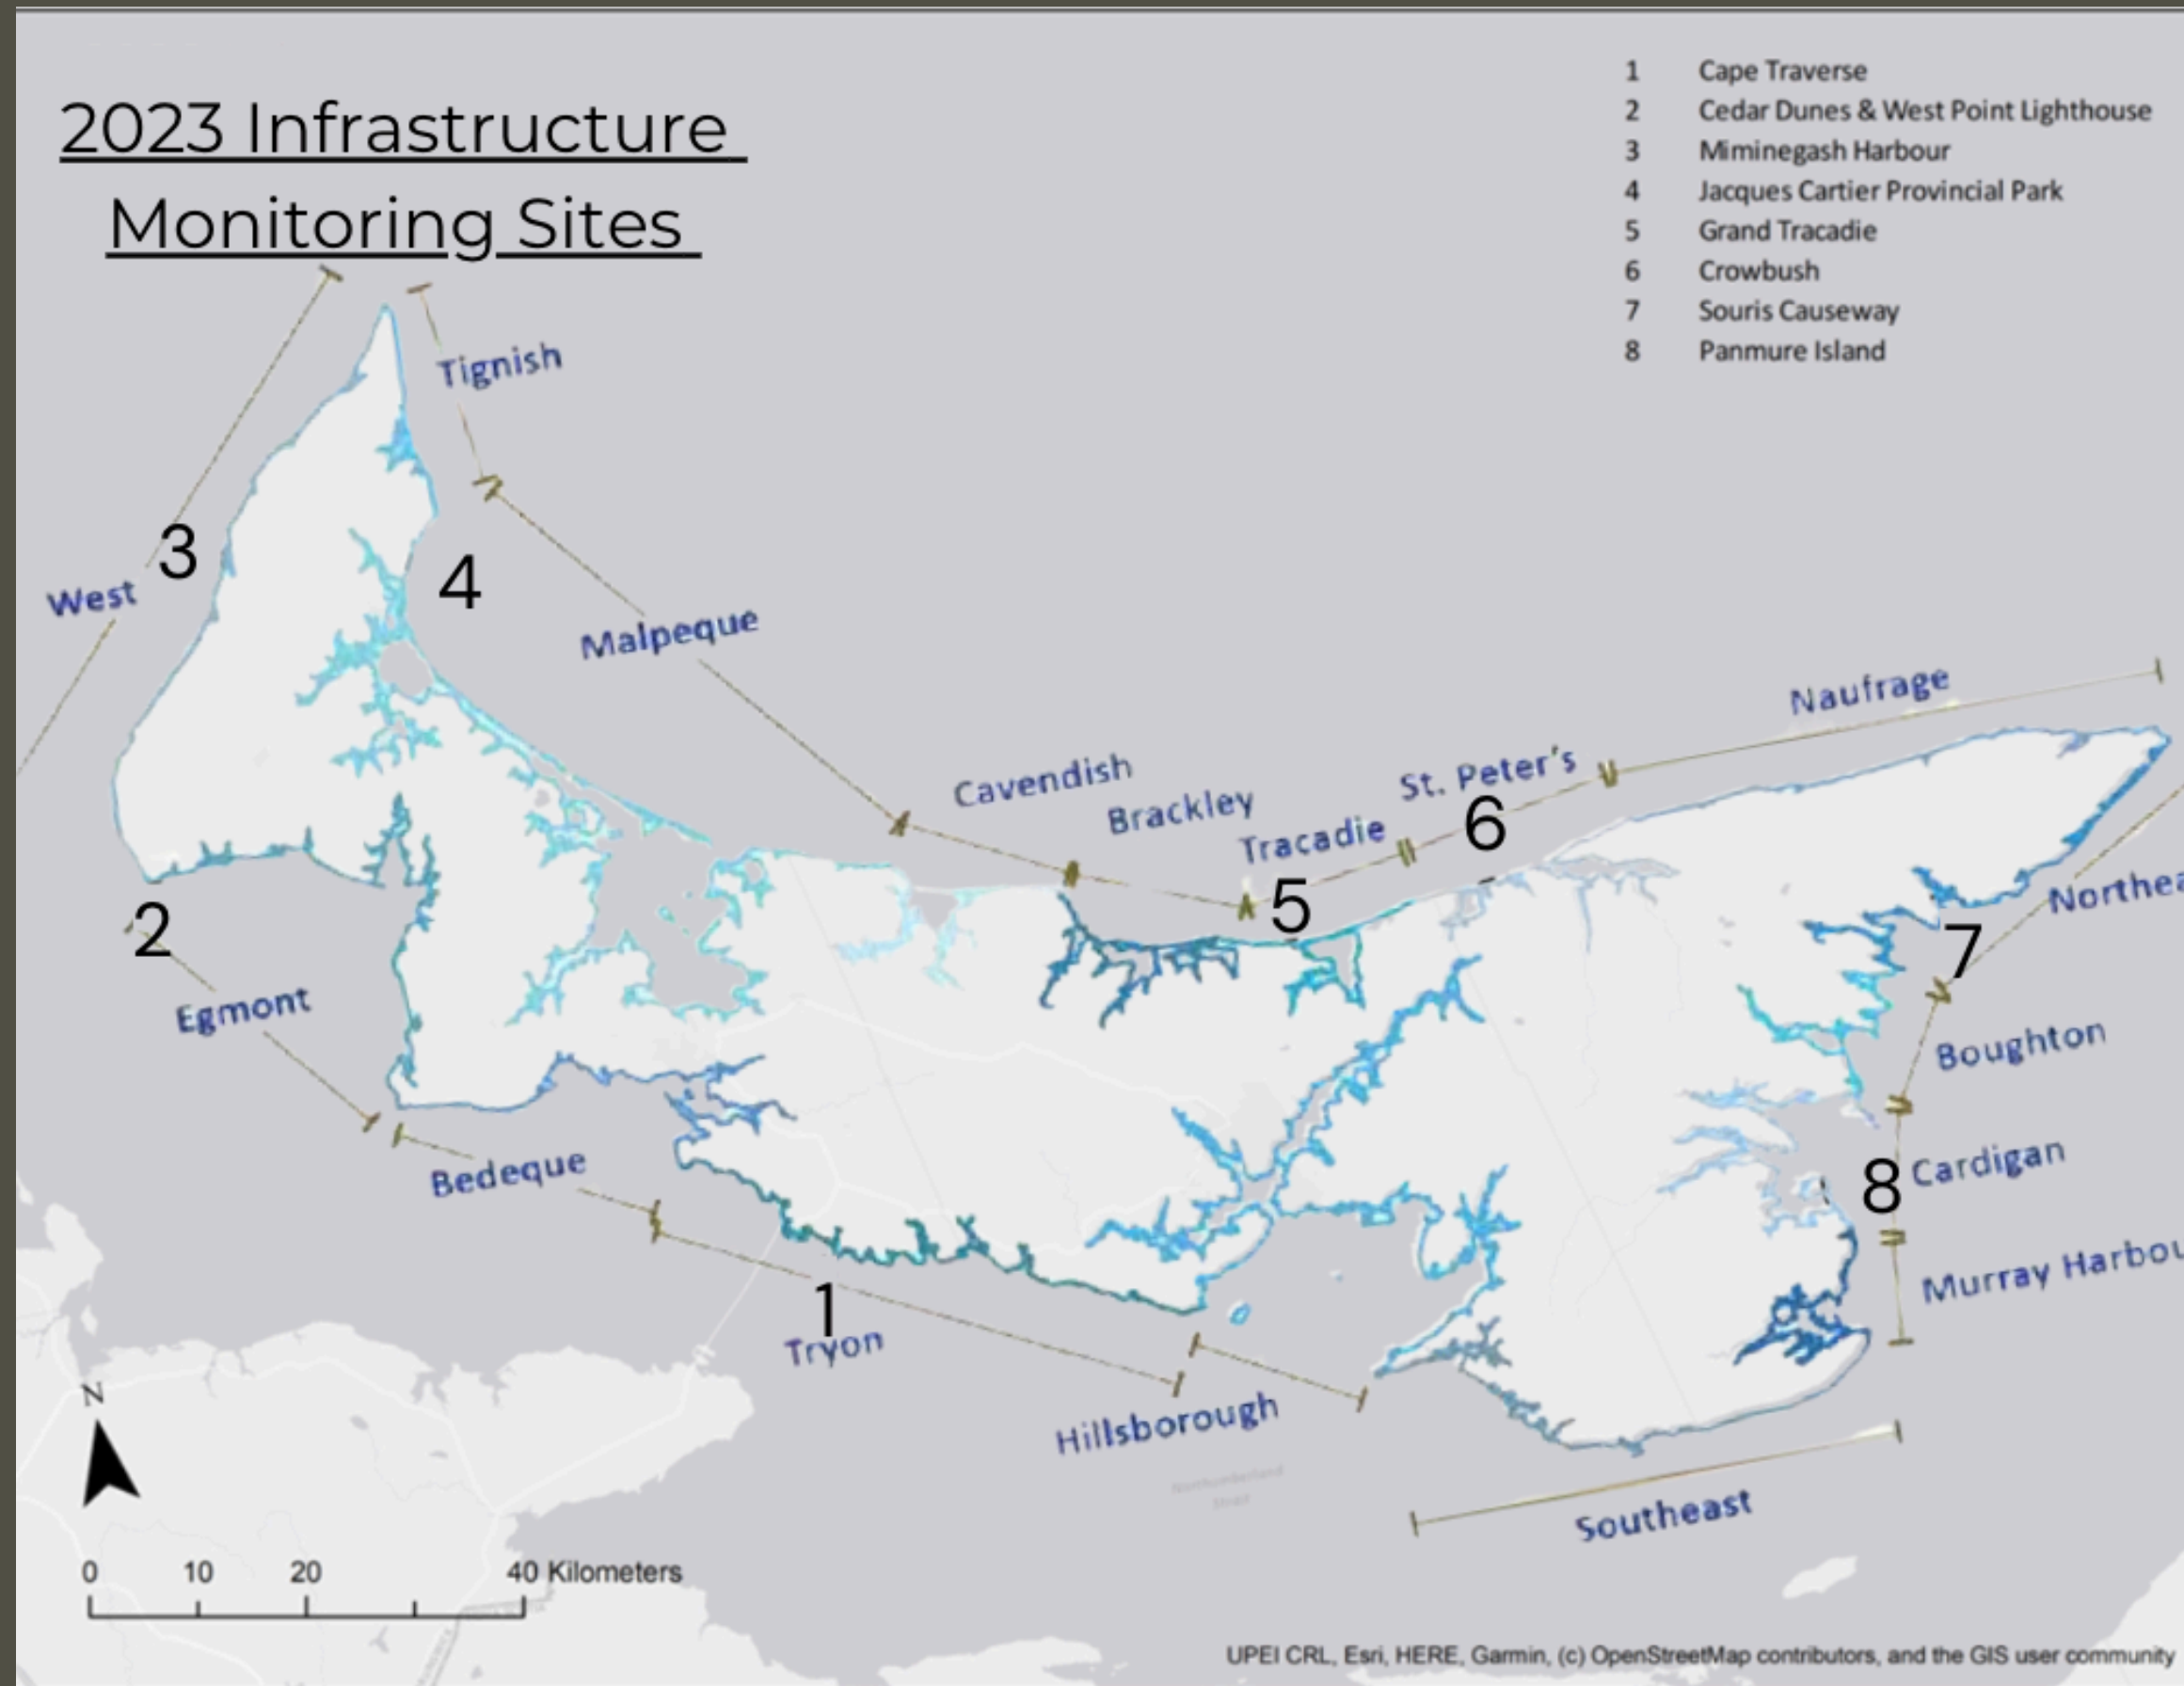 2023 Infrastructure
Monitoring Sites
1 Cape Traverse
2 Cedar Dunes & West Point Lighthouse
3 Miminegash Harbour
4 Jacques Cartier Provincial Park
5 Grand Tracadie
6 Crowbush
7 Souris Causeway
8 Panmure Island
Tignish
3
West
4
Malpeque
Naufrage
Cavendish
St. Peter's
Brackley
6
Tracadie
5
Northea
2
7
Egmont
Boughton
Bedeque
8
Cardigan
Murray Harbou
1
Tryon
Hillsborough
Northumberland
Strait
Southeast
N
0 10 20 40 Kilometers
UPEI CRL, Esri, HERE, Garmin, (c) OpenStreetMap contributors, and the GIS user community